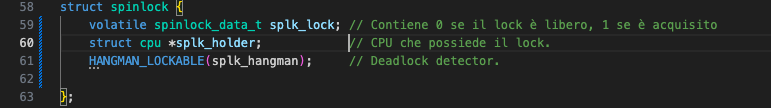 58 struct spinlock {
59 volatile spinlock_data_t splk_lock; // Contiene 0 se il lock è libero, 1 se è acquisito
60 struct cpu *splk_holder; // CPU che possiede il lock.
61 HANGMAN_LOCKABLE(splk_hangman); // Deadlock detector.
62
63 };